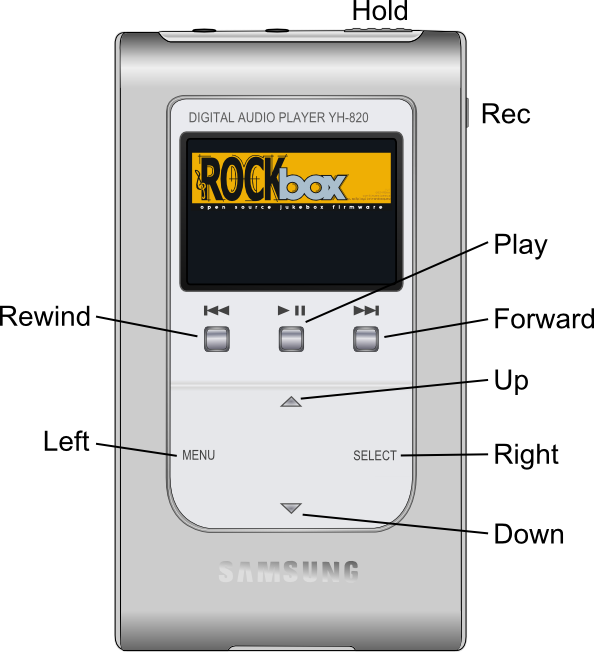 Hold
Rec
DIGITAL AUDIO PLAYER YH-820
ROCKbox
open source jukebox firmware
Play
Rewind
Forward
Up
Left
MENU
SELECT
Right
Down
SAMSUNG